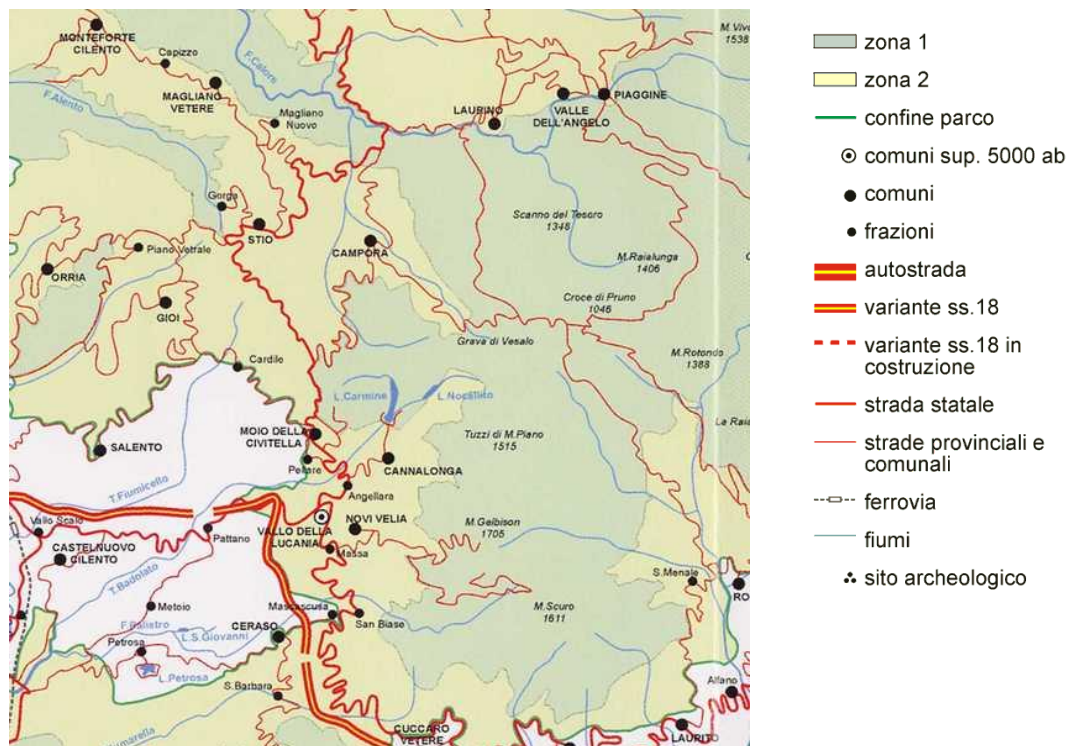 MONTEFORTE
CILENTO
Capizzo
MAGLIANO
VETERE
F.Calore
F.Alento
Magliano
Nuovo
LAURINO
VALLE
DELL'ANGELO
PIAGGINE
1538
Gorga
STIO
Scanno del Tesoro
1348
Piano Vetrale
CAMPORA
M.Raialunga
1406
ORRIA
GIOI
Croce di Pruno
1046
Grava di Vesalo
M.Rotondo
1388
Cardile
L.Carmine
L.Nocellito
La Raia
MOIO DELLA
CIVITELLA
SALENTO
Tuzzi di M.Piano
1515
Pellare
CANNALONGA
T.Fiumicello
Angellara
Vallo Scalo
Pattano
VALLO DELLA
LUCANIA
NOVI VELIA
M.Gelbison
1705
CASTELNUOVO
CILENTO
Massa
T.Badolato
S.Menale
RO
Metoio
Mascascusa
M.Scuro
1611
F.Palistro
L.S.Giovanni
CERASO
San Biase
Petrosa
L.Petrosa
S.Barbara
Alfano
CUCCARO
VETERE
LAURITO
zona 1
zona 2
confine parco
comuni sup. 5000 ab
comuni
frazioni
autostrada
variante ss.18
variante ss.18 in
costruzione
strada statale
strade provinciali e
comunali
ferrovia
fiumi
sito archeologico